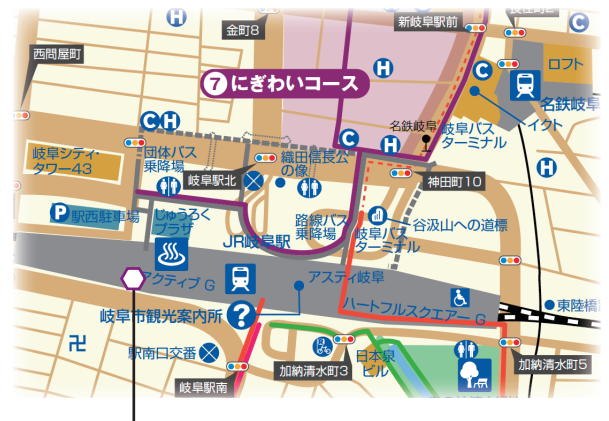 金町8
新岐阜駅前
西問屋町
⑦にぎわいコース
H
H
H
H
H
C
C
C
C H
ロフト
名鉄岐阜
イクト
名鉄岐阜
岐阜バス
ターミナル
神田町10
岐阜シティ・
タワー43
団体バス
乗降場
岐阜駅北
織田信長公
の像
P
駅西駐車場
じゅうろく
プラザ
JR岐阜駅
路線バス
乗降場
岐阜バス
ターミナル
谷汲山への道標
アクティブ G
アスティ岐阜
ハートフルスクエアー G
東陸橋
岐阜市観光案内所
?
卍
駅南口交番
岐阜駅南
加納清水町3
日本泉
ビル
加納清水町5